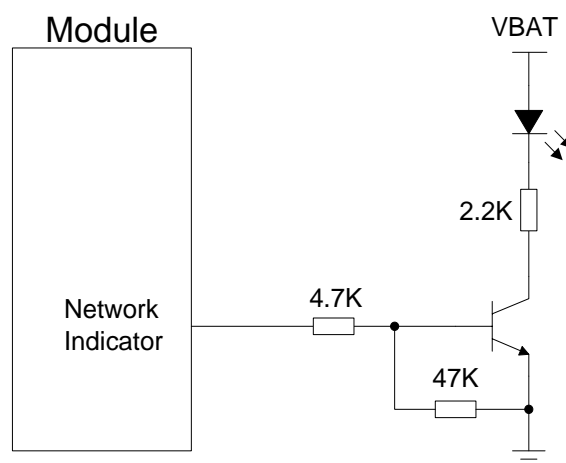 Module
VBAT
2.2K
4.7K
Network
Indicator
47K